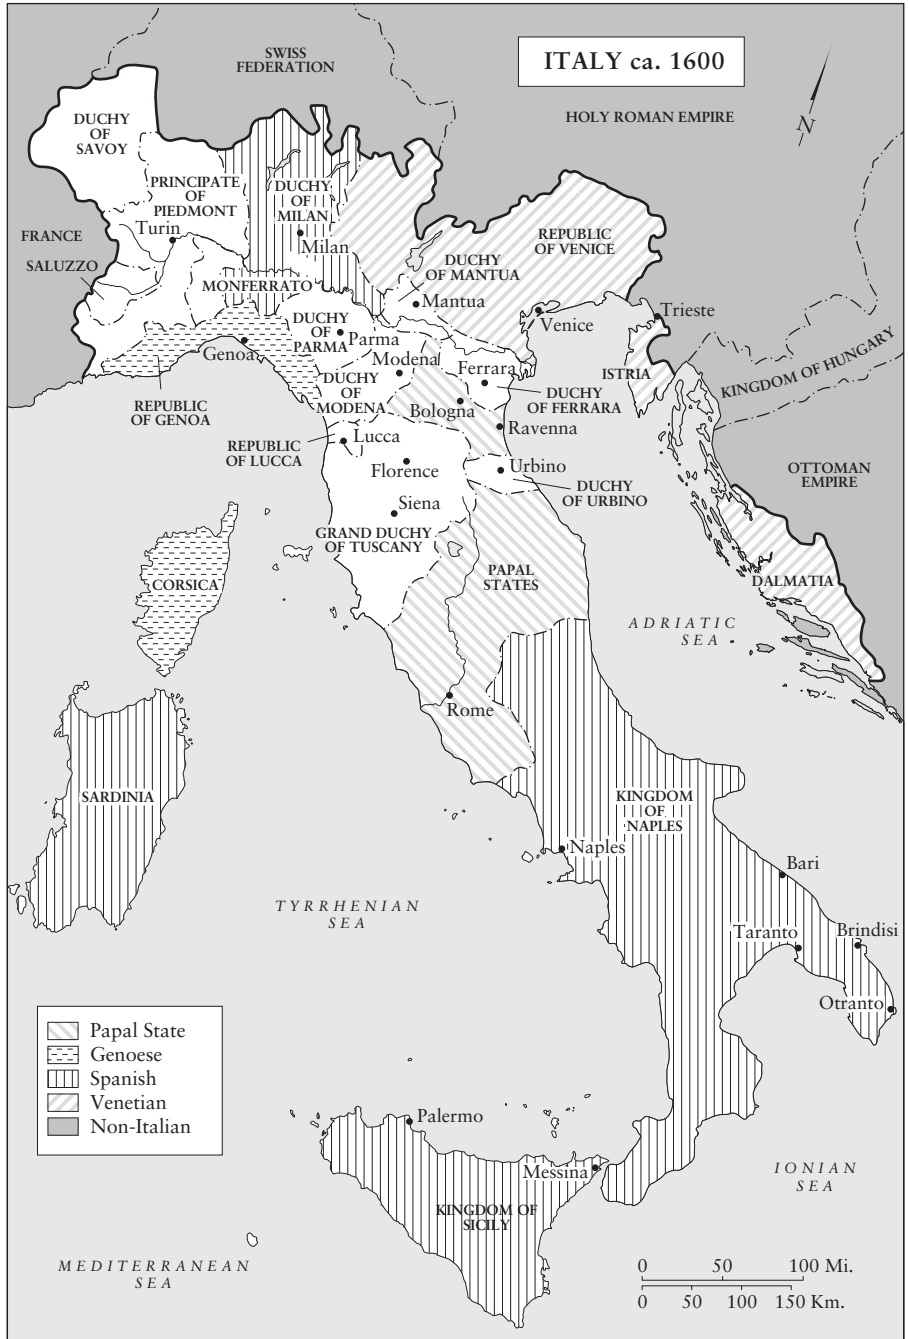 ITALY ca. 1600
SWISS
FEDERATION
HOLY ROMAN EMPIRE
N
DUCHY
OF
SAVOY
PRINCIPATE
OF
PIEDMONT
Turin
DUCHY
OF
MILAN
Milan
REPUBLIC
OF VENICE
FRANCE
SALUZZO
DUCHY
OF MANTUA
Mantua
MONFERRATO
Venice
Trieste
DUCHY
OF
PARMA
Parma
Genoa
Modena
Ferrara
ISTRIA
KINGDOM OF HUNGARY
DUCHY
OF
MODENA
DUCHY
OF FERRARA
REPUBLIC
OF GENOA
Bologna
Ravenna
Lucca
REPUBLIC
OF LUCCA
Florence
Urbino
DUCHY
OF URBINO
OTTOMAN
EMPIRE
Siena
GRAND DUCHY
OF TUSCANY
CORSICA
PAPAL
STATES
DALMATIA
ADRIATIC
SEA
Rome
SARDINIA
KINGDOM
OF
NAPLES
Naples
Bari
TYRRHENIAN
SEA
Taranto
Brindisi
Otranto
Papal State
Genoese
Spanish
Venetian
Non-Italian
Palermo
Messina
IONIAN
SEA
KINGDOM OF
SICILY
MEDITERRANEAN
SEA
0 50 100 Mi.
0 50 100 150 Km.